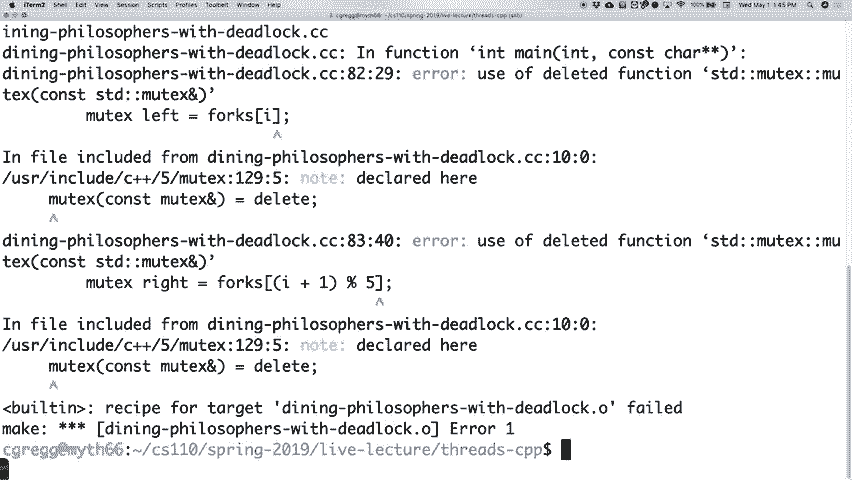 iTerm2 Shell Edit View Session Scripts Profiles Toolbelt Window Help 100% Wed May 1 1:45 PM
cgregg@myth66: ~/cs110/spring-2019/live-lecture/threads-cpp (ssh)
ining-philosophers-with-deadlock.cc
dining-philosophers-with-deadlock.cc: In function ‘int main(int, const char**)’:
dining-philosophers-with-deadlock.cc:82:29: error: use of deleted function ‘std::mutex::mu
tex(const std::mutex&)’
mutex left = forks[i];
^
In file included from dining-philosophers-with-deadlock.cc:10:0:
/usr/include/c++/5/mutex:129:5: note: declared here
mutex(const mutex&) = delete;
^
dining-philosophers-with-deadlock.cc:83:40: error: use of deleted function ‘std::mutex::mu
tex(const std::mutex&)’
mutex right = forks[(i + 1) % 5];
^
In file included from dining-philosophers-with-deadlock.cc:10:0:
/usr/include/c++/5/mutex:129:5: note: declared here
mutex(const mutex&) = delete;
^
<builtin>: recipe for target 'dining-philosophers-with-deadlock.o' failed
make: *** [dining-philosophers-with-deadlock.o] Error 1
cgregg@myth66:~/cs110/spring-2019/live-lecture/threads-cpp$